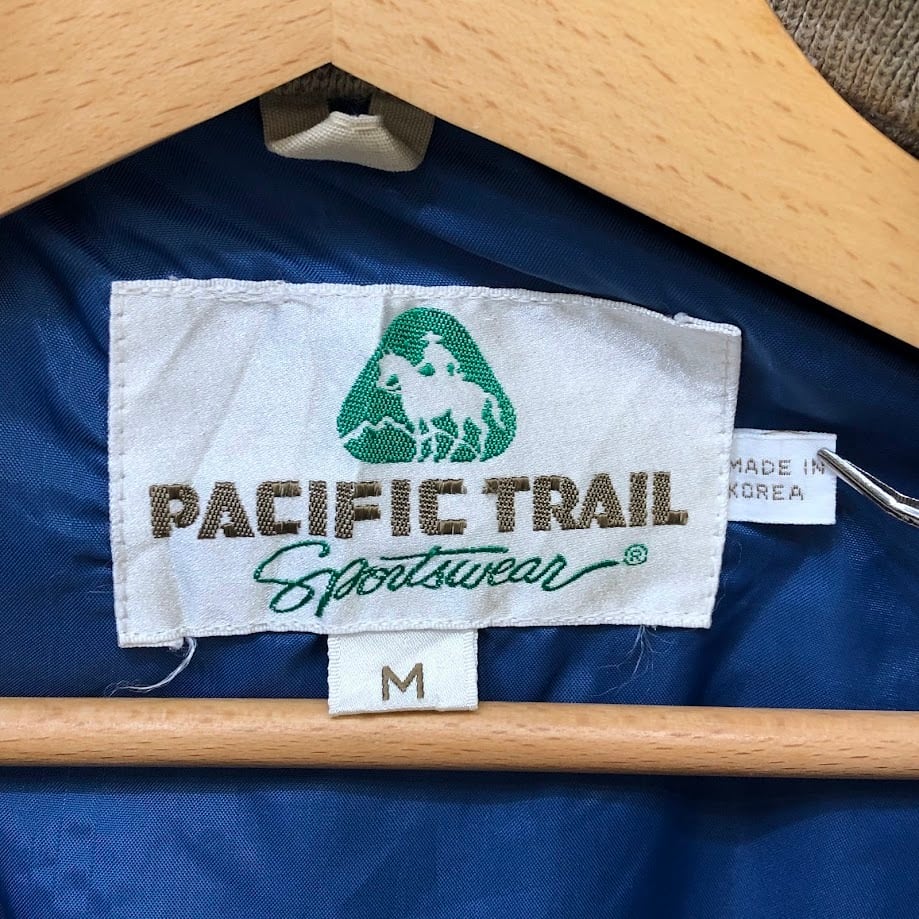 PACIFIC TRAIL
Sportswear®
MADE IN
KOREA
M